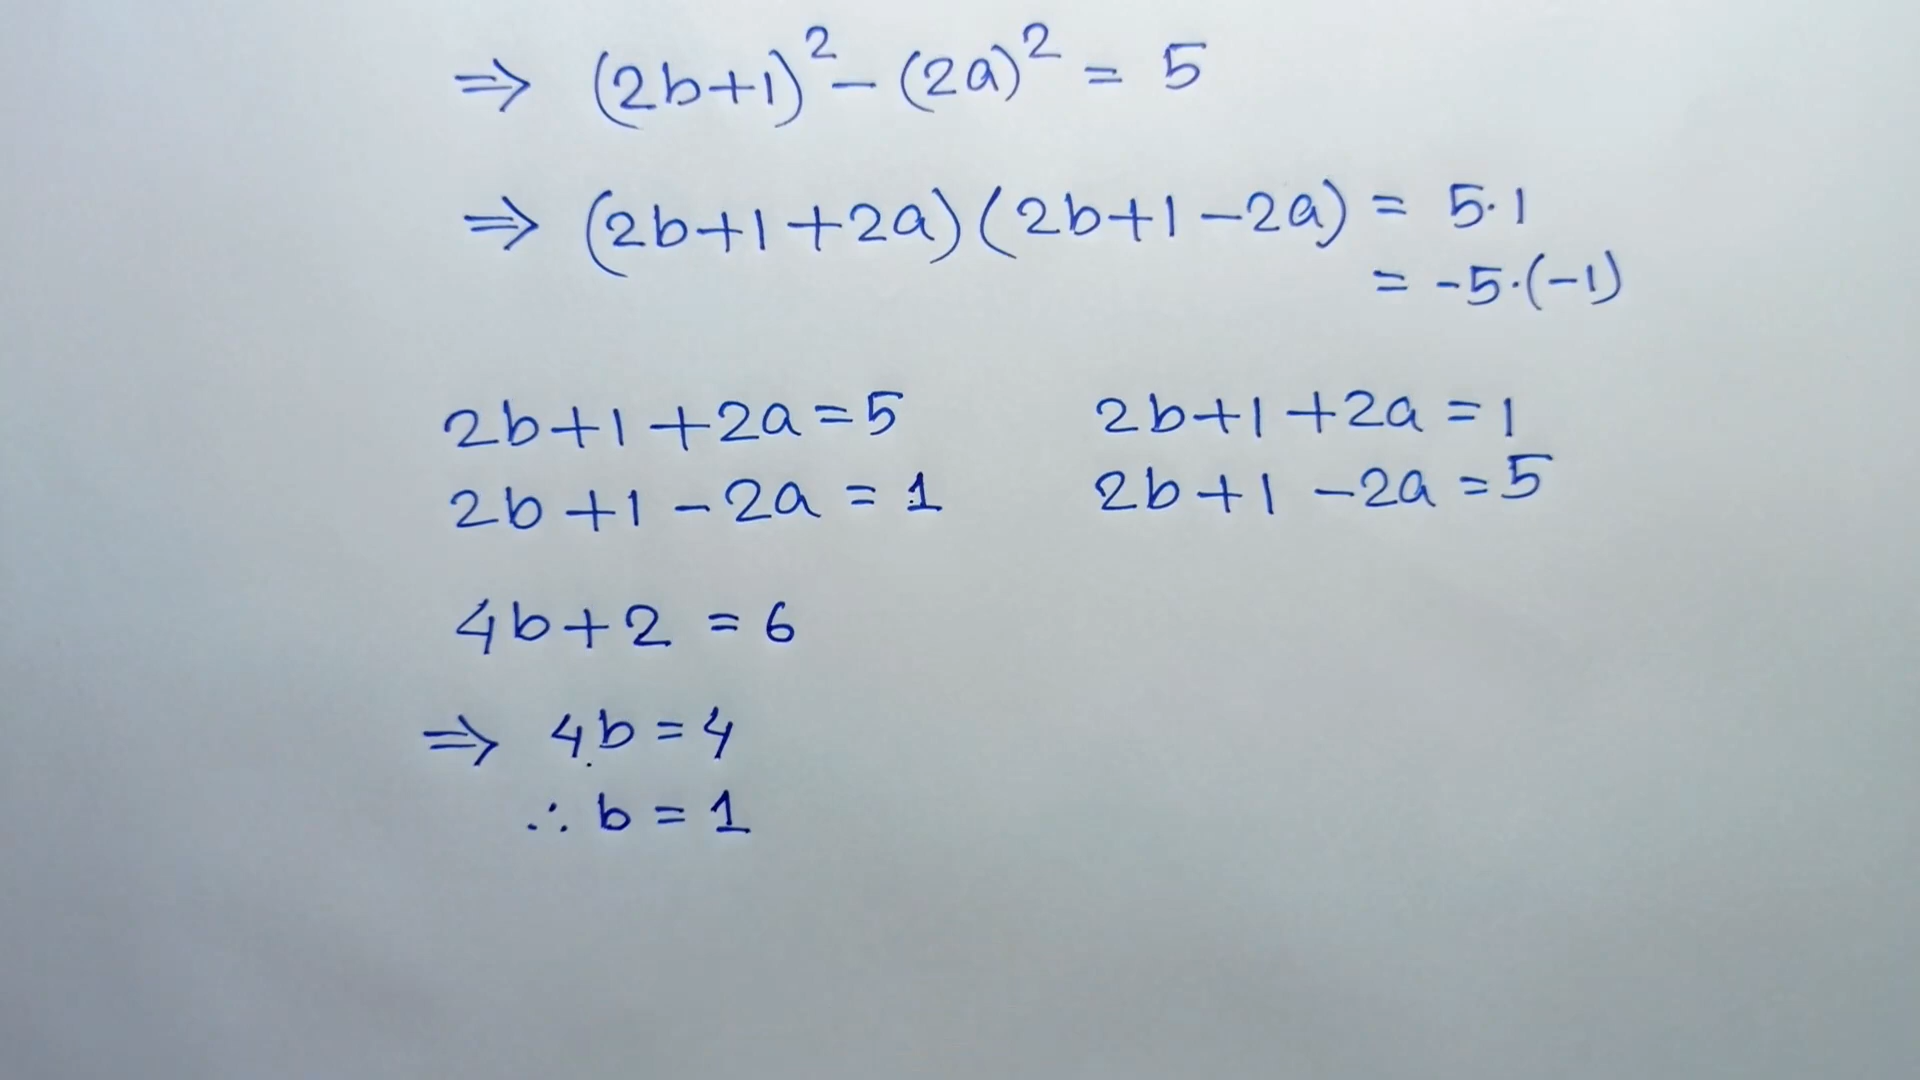 ⇒ (2b+1)² - (2a)² = 5
⇒ (2b+1+2a)(2b+1-2a) = 5·1
= -5·(-1)
2b+1+2a=5
2b+1-2a=1
2b+1+2a=1
2b+1-2a=5
4b+2=6
⇒ 4b=4
∴ b=1